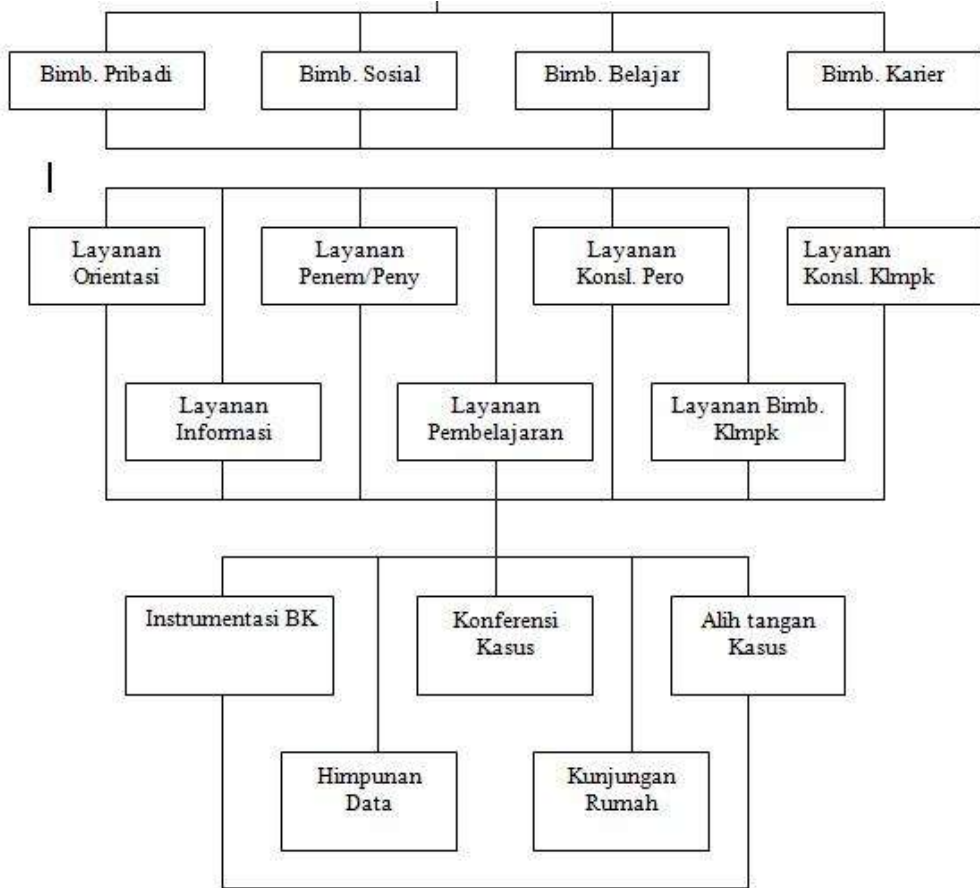 Bimb. Pribadi
Bimb. Sosial
Bimb. Belajar
Bimb. Karier
Layanan
Orientasi
Layanan
Penem/Peny
Layanan
Konsl. Pero
Layanan
Konsl. Klmpk
Layanan
Informasi
Layanan
Pembelajaran
Layanan Bimb.
Klmpk
Instrumentasi BK
Konferensi
Kasus
Alih tangan
Kasus
Himpunan
Data
Kunjungan
Rumah